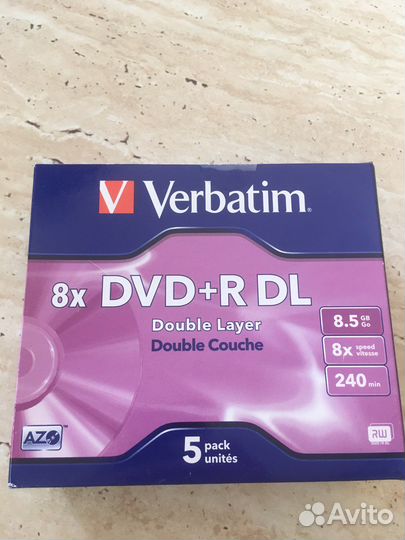 Verbatim
8x DVD+R DL
Double Layer
Double Couche
8.5 GB Go
8x speed vitesse
240 min
AZO
5 pack unités
RW
Avito